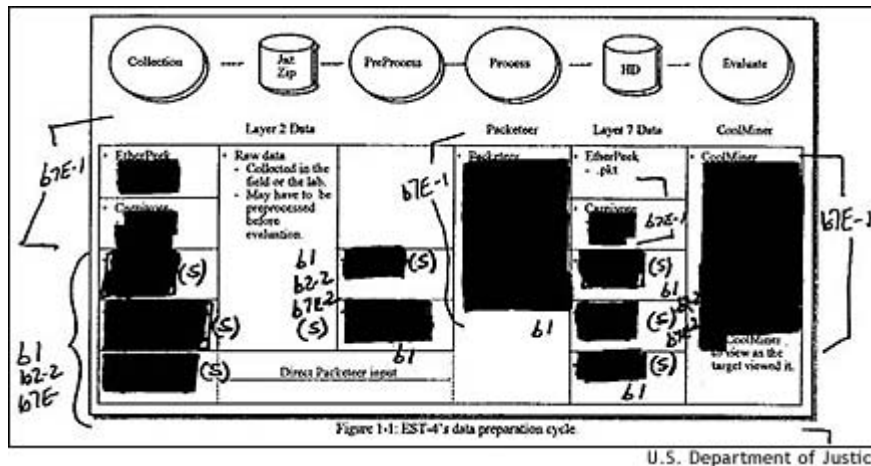 Collection
Jaz
Zip
PreProcess
Process
HD
Evaluate
Layer 2 Data
Packeteer
Layer 7 Data
CoolMiner
b7E-1
• EtherPeek
• Carnivore
(S)
(S)
(S)
b1
b2-2
b7E
• Raw data
- Collected in the
field or the lab.
- May have to be
preprocessed
before
evaluation.
b1
b2-2
b7E-2
(S)
(S)
b1
Direct Packeteer input
b7E-1
• Packeteer
b1
• EtherPeek
- .pkt
• Carnivore
b7E-1
(S)
b1
(S)
(S)
b1
• CoolMiner
CoolMiner
to view as the
target viewed it.
b7E-1
Figure 1-1: EST-4's data preparation cycle.
U.S. Department of Justic